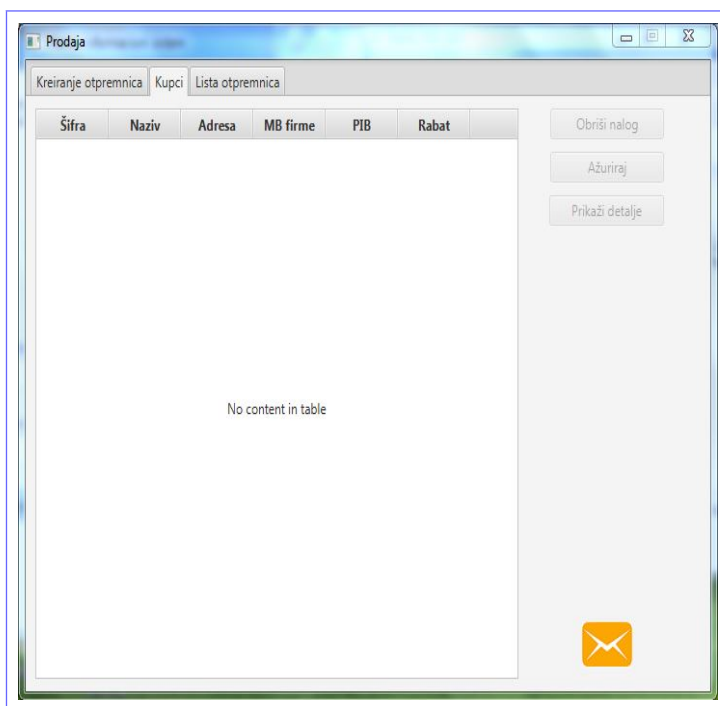 Prodaja
Kreiranje otpremnica Kupci Lista otpremnica
Šifra Naziv Adresa MB firme PIB Rabat
Obriši nalog
Ažuriraj
Prikaži detalje
No content in table